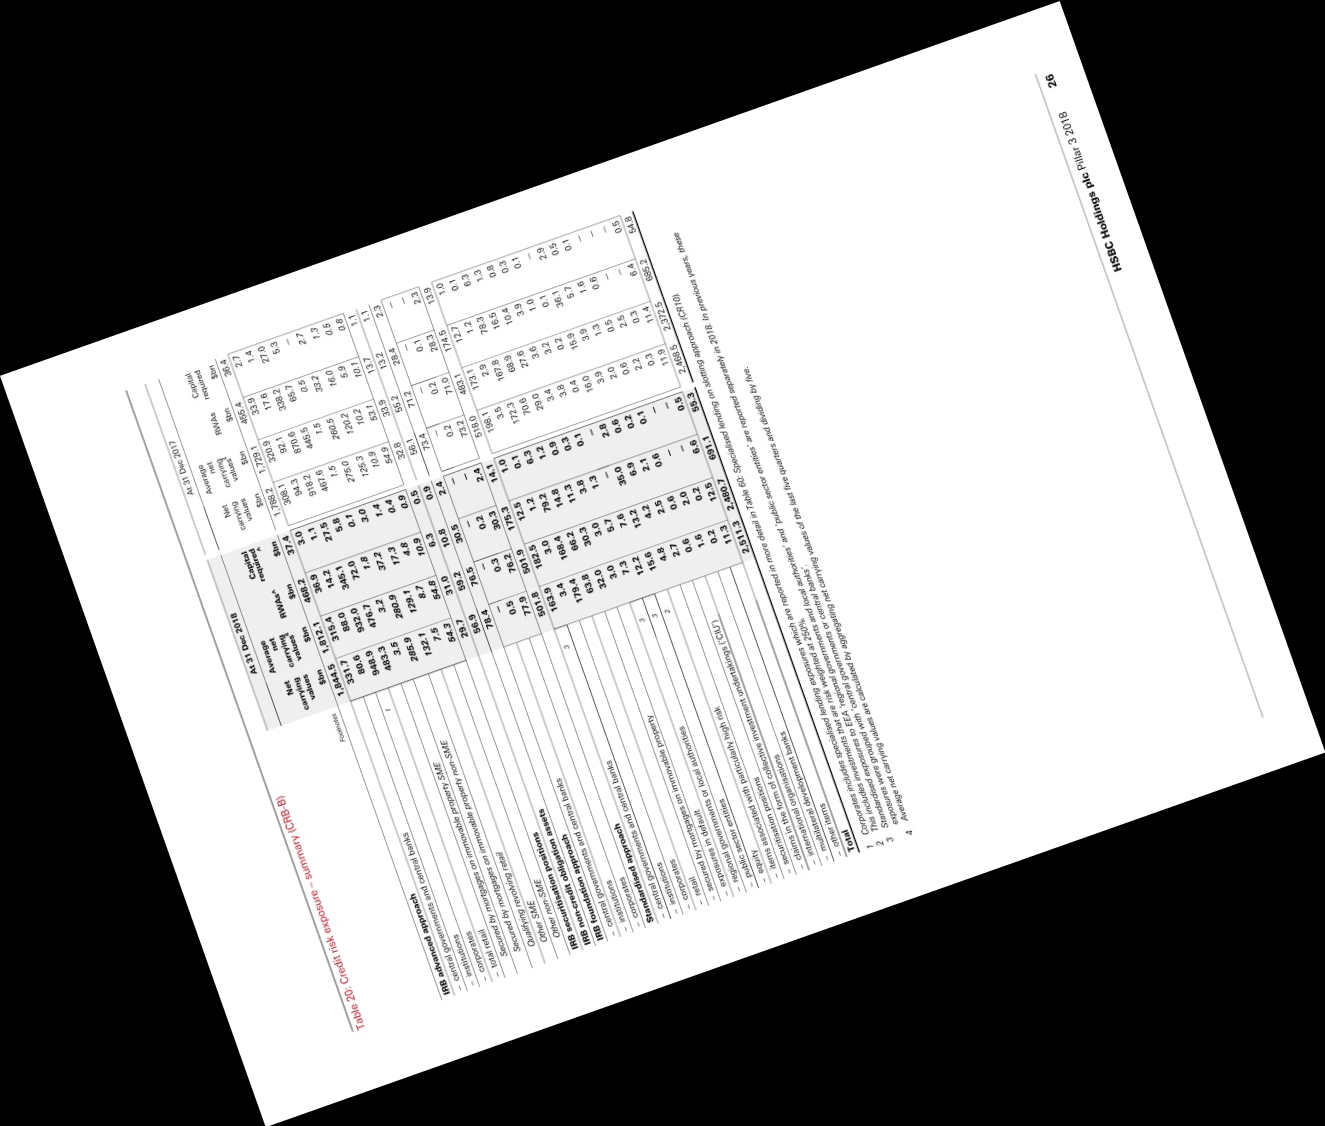 Table 20: Credit risk exposure – summary (CRB-B)
At 31 Dec 2018 At 31 Dec 2017
Net carrying values Average net carrying values⁴ RWAs^ Capital required^ Net carrying values Average net carrying values⁴ RWAs Capital required
Footnotes $bn $bn $bn $bn $bn $bn $bn $bn
IRB advanced approach 1,844.5 1,812.1 469.2 37.4 1,788.2 1,729.1 455.4 36.4
– central governments and central banks 331.7 315.4 36.9 3.0 308.1 320.9 33.9 2.7
– institutions 80.6 88.0 14.2 1.1 94.3 92.1 17.6 1.4
– corporates 1 948.9 932.0 345.1 27.5 918.2 870.6 338.2 27.0
– total retail 483.3 476.7 72.0 5.8 467.6 445.5 65.7 5.3
Secured by mortgages on immovable property SME 3.5 3.2 1.8 0.1 1.5 1.5 0.5 –
Secured by mortgages on immovable property non-SME 285.9 280.9 37.2 3.0 275.0 260.5 33.2 2.7
Qualifying revolving retail 132.1 129.1 17.3 1.4 125.3 120.2 16.0 1.3
Other SME 7.5 8.7 4.8 0.4 10.9 10.2 5.9 0.5
Other non-SME 54.3 54.8 10.9 0.9 54.9 53.1 10.1 0.8
IRB securitisation positions 29.7 31.0 6.3 0.5 32.8 33.9 13.7 1.1
IRB non-credit obligation assets 56.9 59.2 10.8 0.9 56.1 55.2 13.2 1.1
IRB foundation approach 78.4 76.5 30.5 2.4 73.4 71.2 28.4 2.3
– central governments and central banks – – – – – – – –
– institutions 0.5 0.3 0.2 – 0.2 0.2 0.1 –
– corporates 77.9 76.2 30.3 2.4 73.2 71.0 28.3 2.3
Standardised approach 501.8 501.9 175.3 14.1 518.0 483.1 174.5 13.9
– central governments and central banks 3 163.9 182.5 12.5 1.0 198.1 173.1 12.7 1.0
– institutions 3.4 3.0 1.2 0.1 3.5 2.9 1.2 0.1
– corporates 179.4 168.4 79.2 6.3 172.3 167.8 78.3 6.3
– retail 63.8 66.2 14.8 1.2 70.6 68.9 16.5 1.3
– secured by mortgages on immovable property 32.0 30.3 11.3 0.9 29.0 27.6 10.4 0.8
– exposures in default 3.0 3.0 3.8 0.3 3.4 3.6 3.9 0.3
– regional governments or local authorities 3 7.3 5.7 1.3 0.1 3.8 3.2 1.0 0.1
– public sector entities 3 12.2 7.6 – – 0.4 0.2 0.1 –
– equity 2 15.6 13.2 35.0 2.8 16.0 15.9 36.1 2.9
– items associated with particularly high risk 4.8 4.2 6.9 0.6 3.9 3.9 5.7 0.5
– securitisation positions 2.7 2.5 2.1 0.2 2.0 1.3 1.6 0.1
– claims in the form of collective investment undertakings ('CIU') 0.6 0.6 0.6 0.1 0.6 0.5 0.6 –
– international organisations 1.6 2.0 – – 2.2 2.5 – –
– multilateral development banks 0.2 0.2 – – 0.3 0.3 – –
– other items 11.3 12.5 6.6 0.5 11.9 11.4 6.4 0.5
Total 2,511.3 2,480.7 691.1 55.3 2,468.5 2,372.5 685.2 54.8
1 Corporates includes specialised lending exposures which are reported in more detail in Table 60: Specialised lending on slotting approach (CR10).
2 This includes investments that are risk weighted at 250%.
3 Standardised exposures to EEA 'regional governments and local authorities', and 'public sector entities', are reported separately in 2018. In previous years, these
exposures were grouped with 'central governments or central banks'.
4 Average net carrying values are calculated by aggregating net carrying values of the last five quarters and dividing by five.
HSBC Holdings plc Pillar 3 2018 26